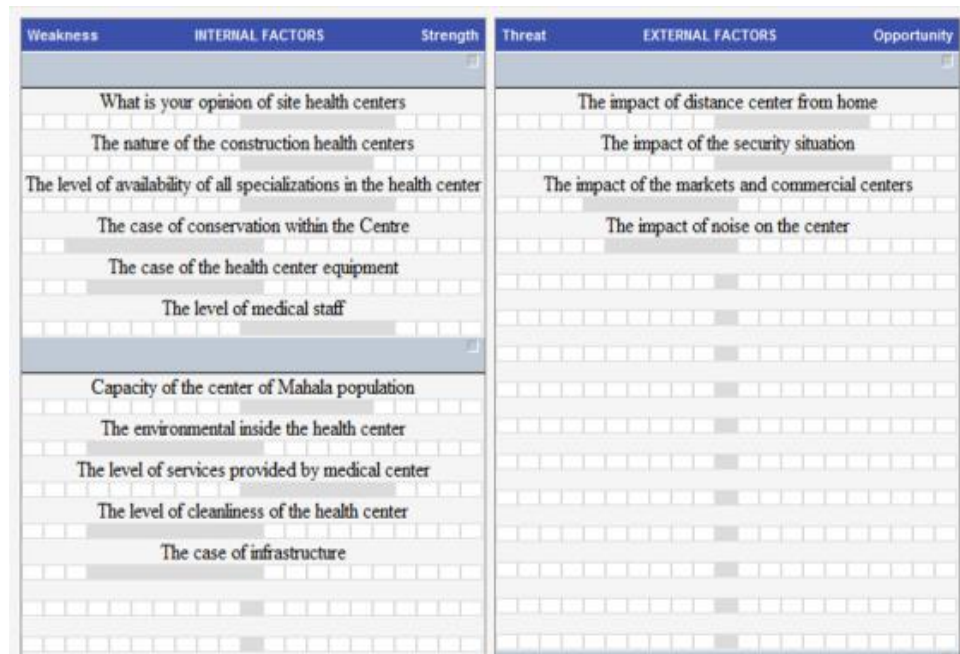 Weakness INTERNAL FACTORS Strength
What is your opinion of site health centers
The nature of the construction health centers
The level of availability of all specializations in the health center
The case of conservation within the Centre
The case of the health center equipment
The level of medical staff
Capacity of the center of Mahala population
The environmental inside the health center
The level of services provided by medical center
The level of cleanliness of the health center
The case of infrastructure
Threat EXTERNAL FACTORS Opportunity
The impact of distance center from home
The impact of the security situation
The impact of the markets and commercial centers
The impact of noise on the center